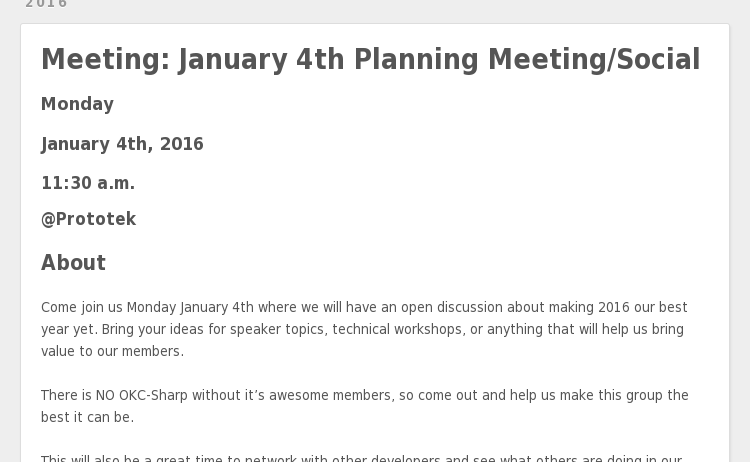 2016
Meeting: January 4th Planning Meeting/Social
Monday
January 4th, 2016
11:30 a.m.
@Prototek
About
Come join us Monday January 4th where we will have an open discussion about making 2016 our best
year yet. Bring your ideas for speaker topics, technical workshops, or anything that will help us bring
value to our members.
There is NO OKC-Sharp without it’s awesome members, so come out and help us make this group the
best it can be.
This will also be a great time to network with other developers and see what others are doing in our